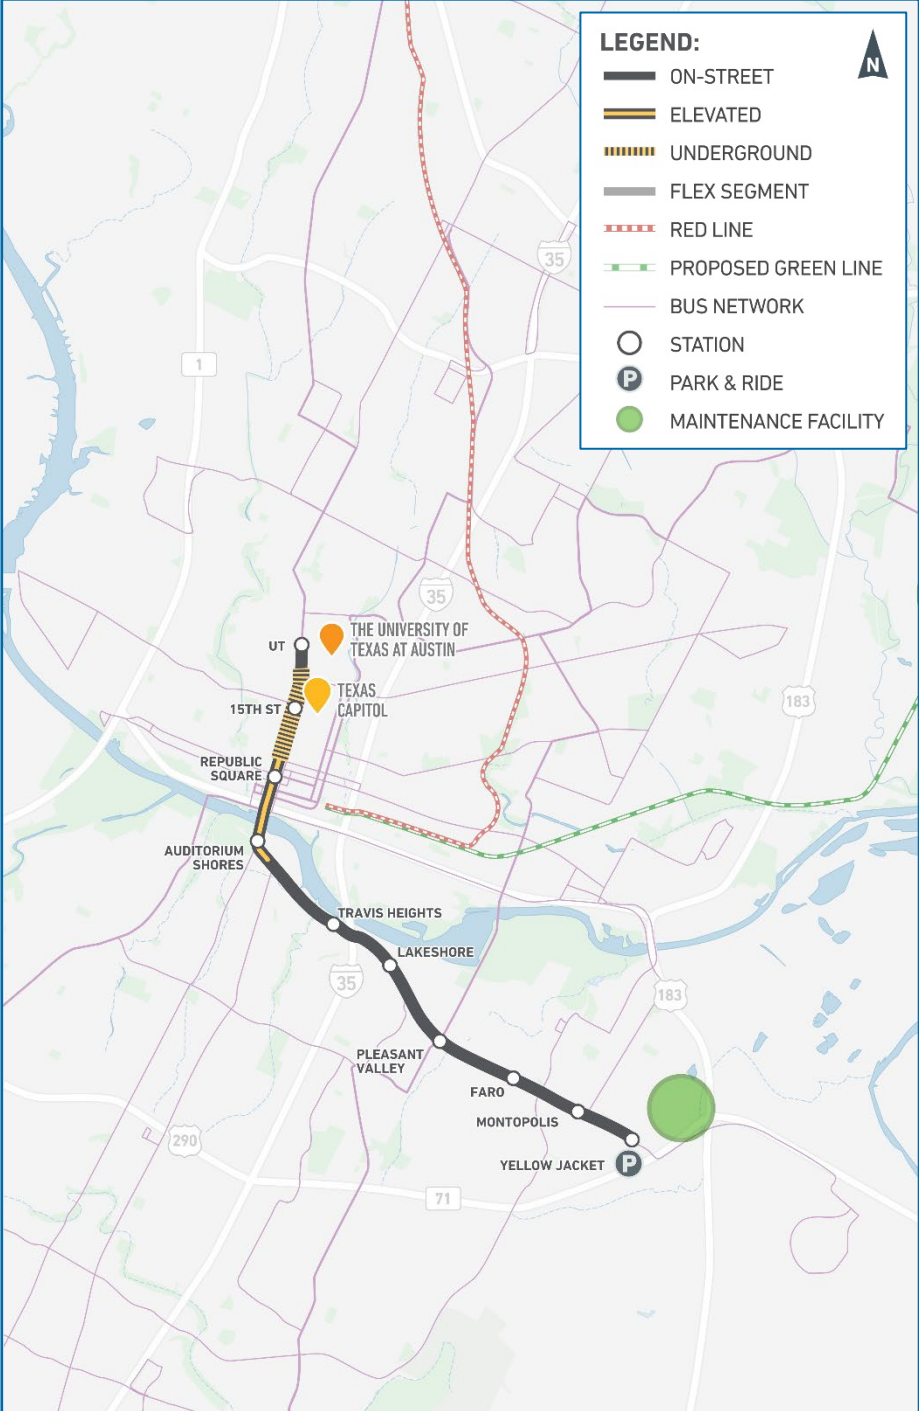 LEGEND:
N
ON-STREET
ELEVATED
UNDERGROUND
FLEX SEGMENT
RED LINE
PROPOSED GREEN LINE
BUS NETWORK
STATION
P
PARK & RIDE
MAINTENANCE FACILITY
35
1
35
UT
THE UNIVERSITY OF
TEXAS AT AUSTIN
15TH ST
TEXAS
CAPITOL
183
REPUBLIC
SQUARE
AUDITORIUM
SHORES
TRAVIS HEIGHTS
LAKESHORE
35
183
PLEASANT
VALLEY
FARO
MONTOPOLIS
290
YELLOW JACKET
P
71